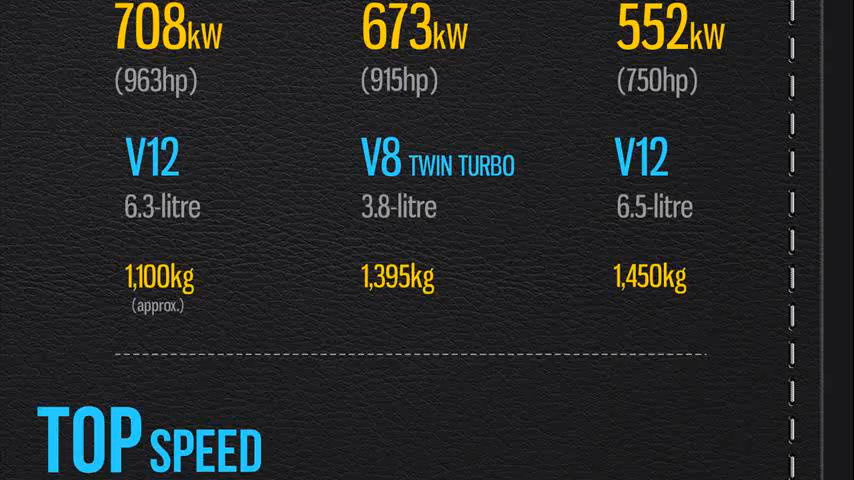 708kW 673kW 552kW
(963hp) (915hp) (750hp)
V12 V8 TWIN TURBO V12
6.3-litre 3.8-litre 6.5-litre
1,100kg 1,395kg 1,450kg
(approx.)
TOP SPEED